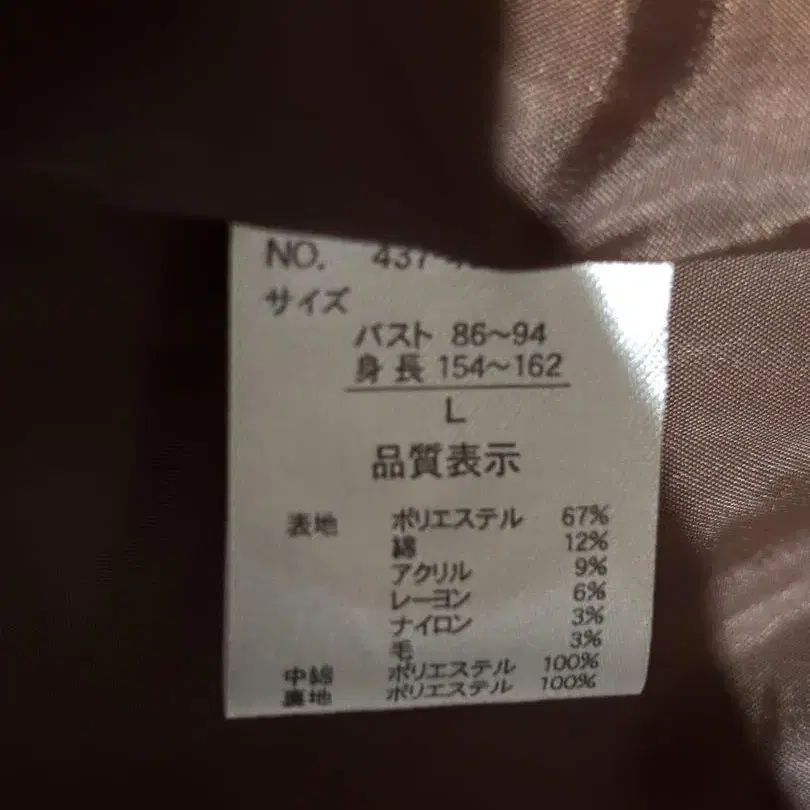 NO. 437-
サイズ
バスト 86~94
身長 154~162
L
品質表示
表地 ポリエステル 67%
綿 12%
アクリル 9%
レーヨン 6%
ナイロン 3%
毛 3%
中綿 ポリエステル 100%
裏地 ポリエステル 100%